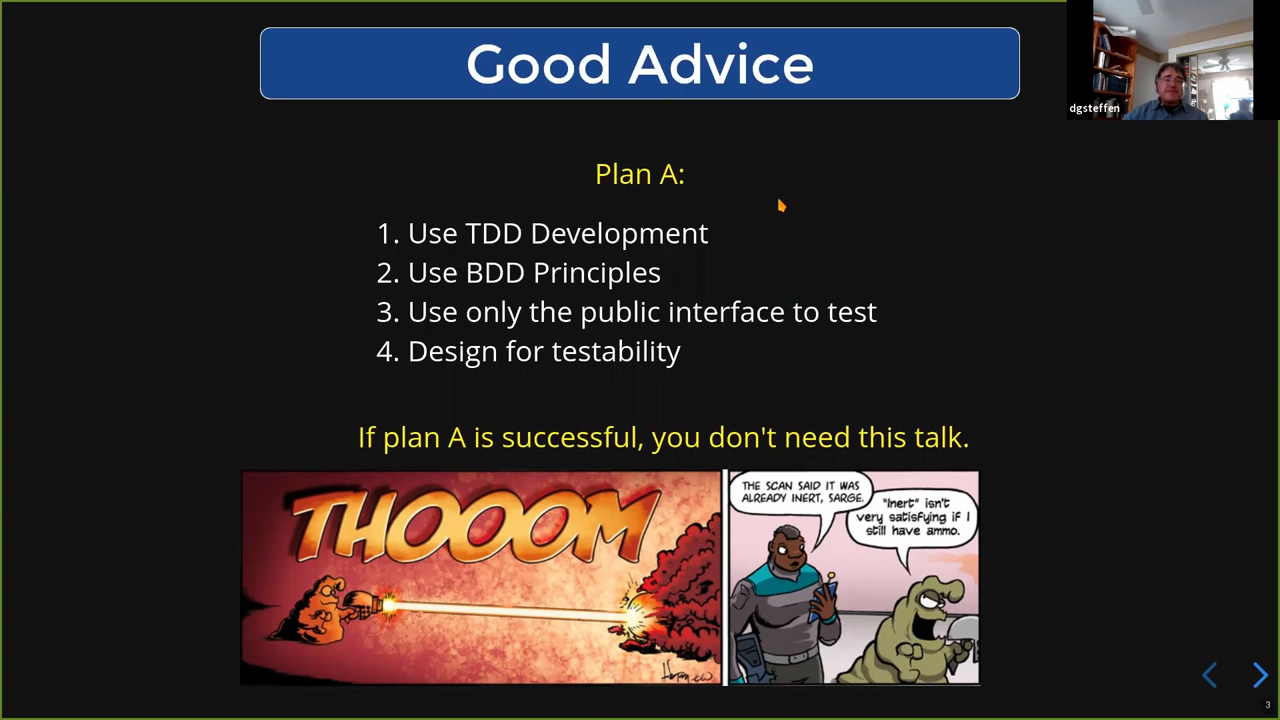 Good Advice
dgsteffen
Plan A:
1. Use TDD Development
2. Use BDD Principles
3. Use only the public interface to test
4. Design for testability
If plan A is successful, you don't need this talk.
THOOOM
THE SCAN SAID IT WAS
ALREADY INERT, SARGE.
"Inert" isn't
very satisfying if I
still have ammo.
3